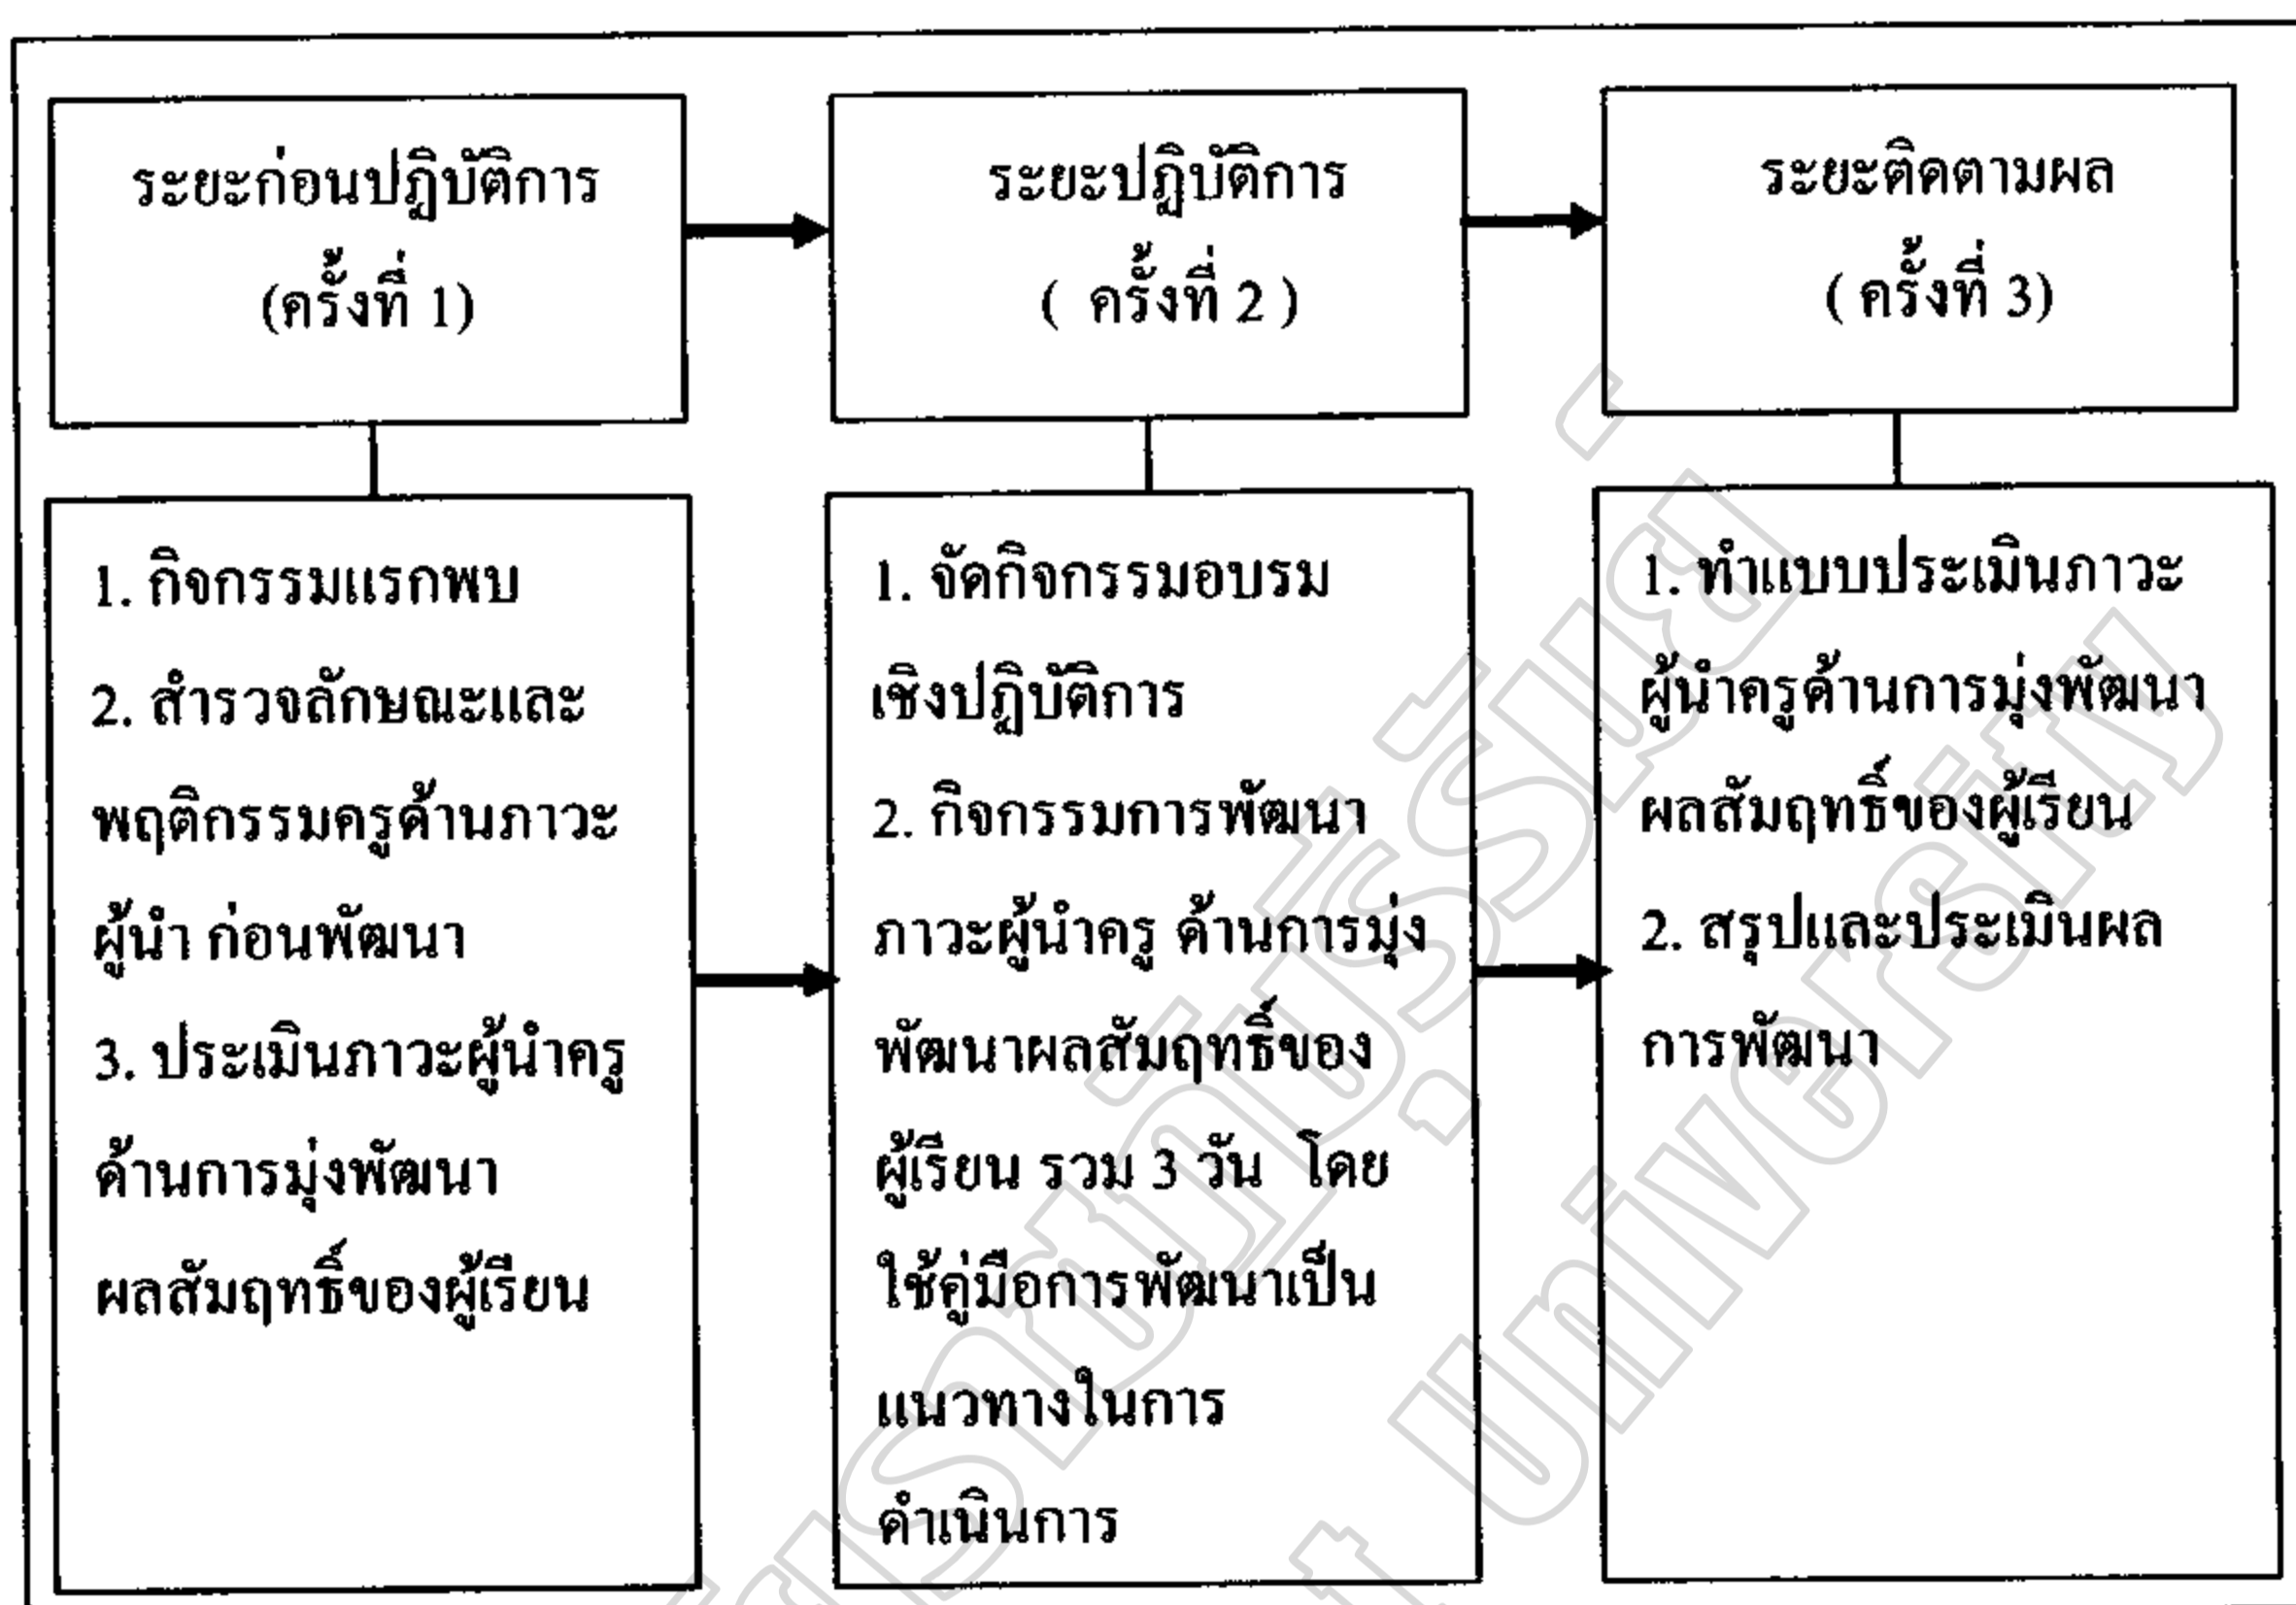 ระยะก่อนปฏิบัติการ
(ครั้งที่ 1)
ระยะปฏิบัติการ
( ครั้งที่ 2 )
ระยะติดตามผล
( ครั้งที่ 3)
1. กิจกรรมแรกพบ
2. สำรวจลักษณะและ
พฤติกรรมครูด้านภาวะ
ผู้นำ ก่อนพัฒนา
3. ประเมินภาวะผู้นำครู
ด้านการมุ่งพัฒนา
ผลสัมฤทธิ์ของผู้เรียน
1. จัดกิจกรรมอบรม
เชิงปฏิบัติการ
2. กิจกรรมการพัฒนา
ภาวะผู้นำครู ด้านการมุ่ง
พัฒนาผลสัมฤทธิ์ของ
ผู้เรียน รวม 3 วัน โดย
ใช้คู่มือการพัฒนาเป็น
แนวทางในการ
ดำเนินการ
1. ทำแบบประเมินภาวะ
ผู้นำครูด้านการมุ่งพัฒนา
ผลสัมฤทธิ์ของผู้เรียน
2. สรุปและประเมินผล
การพัฒนา
University